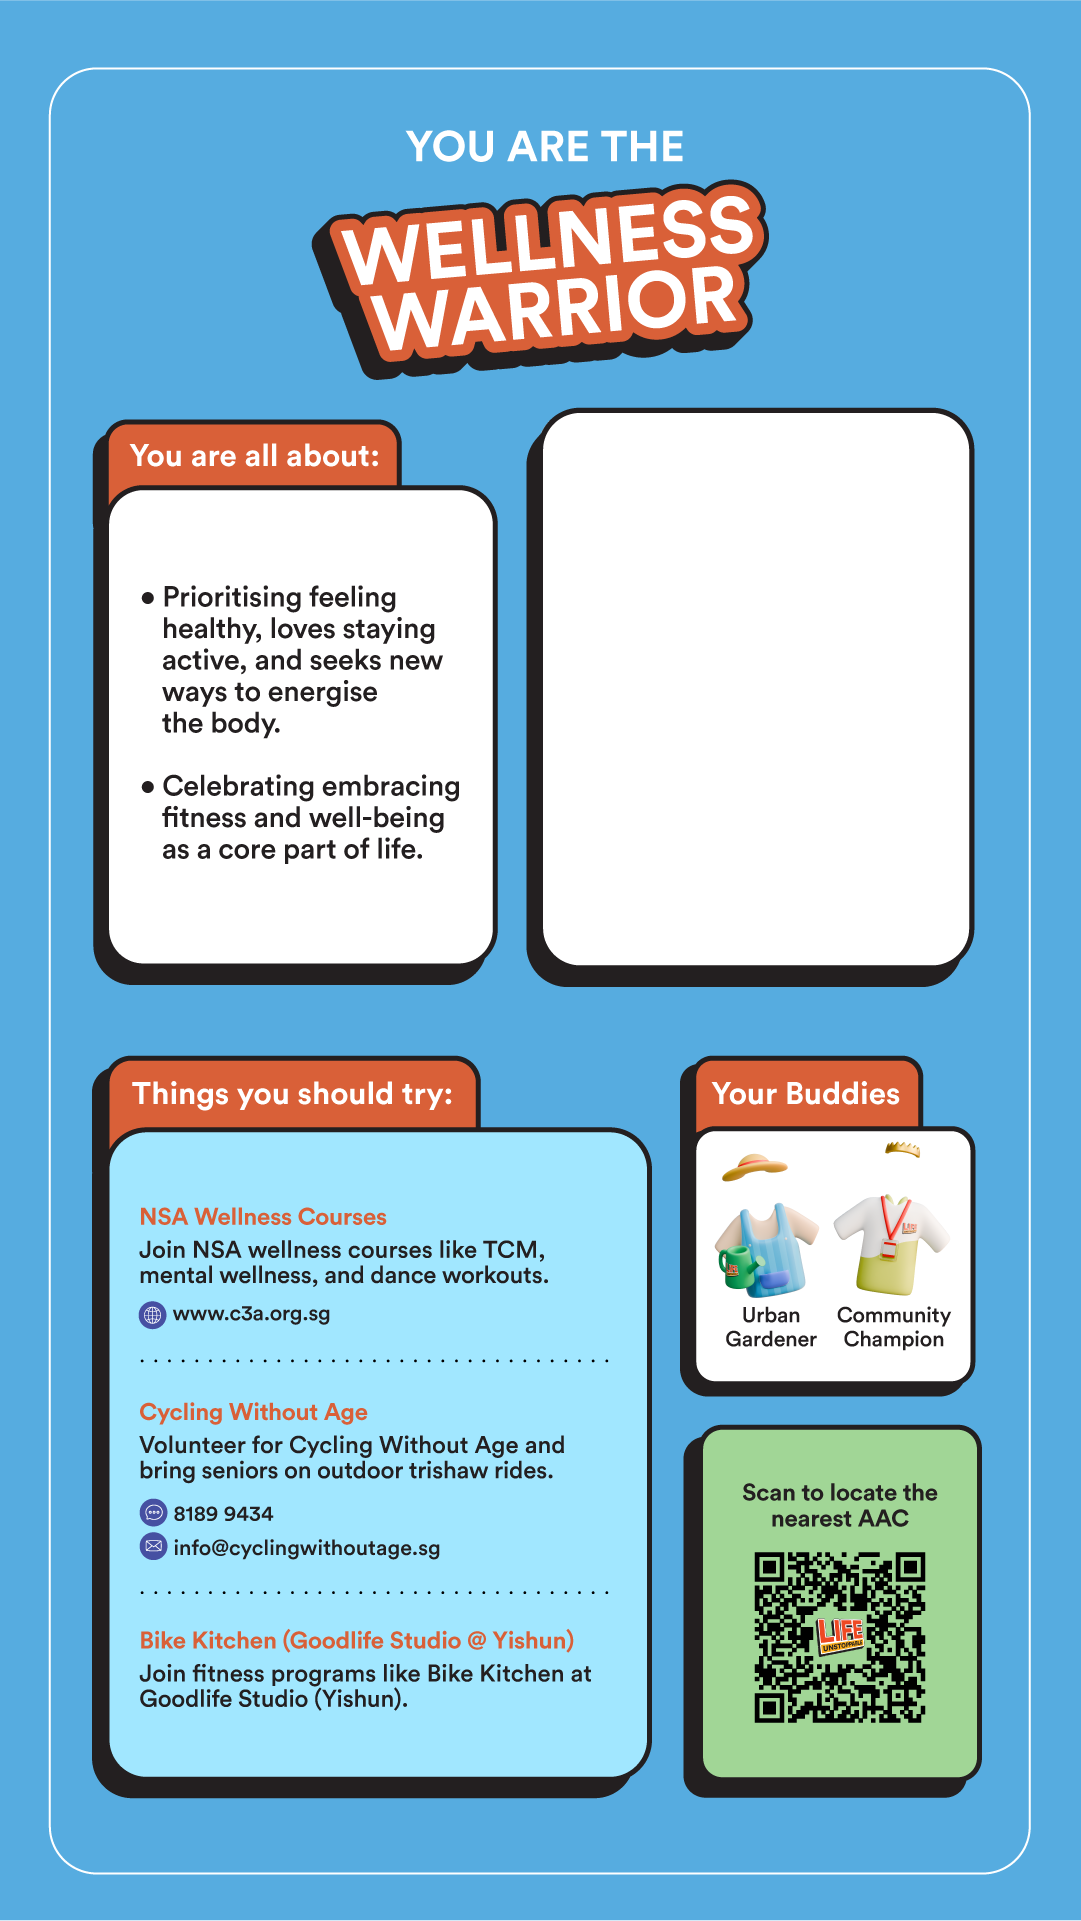 YOU ARE THE
WELLNESS
WARRIOR
You are all about:
• Prioritising feeling
healthy, loves staying
active, and seeks new
ways to energise
the body.
• Celebrating embracing
fitness and well-being
as a core part of life.
Things you should try:
NSA Wellness Courses
Join NSA wellness courses like TCM,
mental wellness, and dance workouts.
www.c3a.org.sg
Cycling Without Age
Volunteer for Cycling Without Age and
bring seniors on outdoor trishaw rides.
8189 9434
info@cyclingwithoutage.sg
Bike Kitchen (Goodlife Studio @ Yishun)
Join fitness programs like Bike Kitchen at
Goodlife Studio (Yishun).
Your Buddies
LIFE
LIFE
Urban
Gardener
Community
Champion
Scan to locate the
nearest AAC
LIFE
UNSTOPPABLE